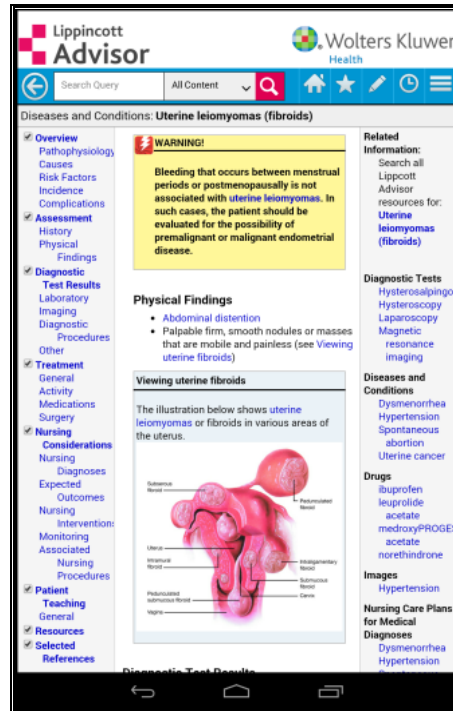 Lippincott
Advisor
Wolters Kluwer
Health
Search Query
All Content
Diseases and Conditions: Uterine leiomyomas (fibroids)
Overview
Pathophysiology
Causes
Risk Factors
Incidence
Complications
Assessment
History
Physical
Findings
Diagnostic
Test Results
Laboratory
Imaging
Diagnostic
Procedures
Other
Treatment
General
Activity
Medications
Surgery
Nursing
Considerations
Nursing
Diagnoses
Expected
Outcomes
Nursing
Interventions
Monitoring
Associated
Nursing
Procedures
Patient
Teaching
General
Resources
Selected
References
WARNING!
Bleeding that occurs between menstrual
periods or postmenopausally is not
associated with uterine leiomyomas. In
such cases, the patient should be
evaluated for the possibility of
premalignant or malignant endometrial
disease.
Physical Findings
• Abdominal distention
• Palpable firm, smooth nodules or masses
that are mobile and painless (see Viewing
uterine fibroids)
Viewing uterine fibroids
The illustration below shows uterine
leiomyomas or fibroids in various areas of
the uterus.
Subserous
fibroid
Pedunculated
fibroid
Uterus
Intramural
fibroid
Intraligamentary
fibroid
Submucous
fibroid
Pedunculated
submucous fibroid
Cervix
Vagina
Diagnostic Test Results
Related
Information:
Search all
Lippcott
Advisor
resources for:
Uterine
leiomyomas
(fibroids)
Diagnostic Tests
Hysterosalpingo
Hysteroscopy
Laparoscopy
Magnetic
resonance
imaging
Diseases and
Conditions
Dysmenorrhea
Hypertension
Spontaneous
abortion
Uterine cancer
Drugs
ibuprofen
leuprolide
acetate
medroxyPROGES
acetate
norethindrone
Images
Hypertension
Nursing Care Plans
for Medical
Diagnoses
Dysmenorrhea
Hypertension